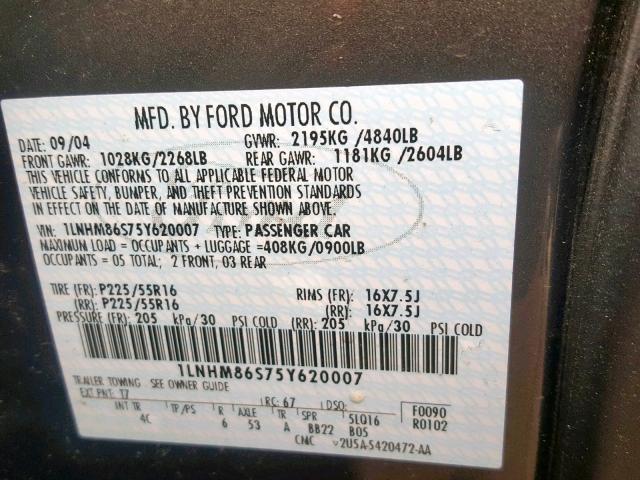 MFD. BY FORD MOTOR CO.
DATE: 09/04 GVWR: 2195KG /4840LB
FRONT GAWR: 1028KG/2268LB REAR GAWR: 1181KG /2604LB
THIS VEHICLE CONFORMS TO ALL APPLICABLE FEDERAL MOTOR
VEHICLE SAFETY, BUMPER, AND THEFT PREVENTION STANDARDS
IN EFFECT ON THE DATE OF MANUFACTURE SHOWN ABOVE.
VIN: 1LNHM86S75Y620007 TYPE: PASSENGER CAR
MAXIMUM LOAD = OCCUPANTS + LUGGAGE =408KG/0900LB
OCCUPANTS = 05 TOTAL; 2 FRONT, 03 REAR
TIRE (FR): P225/55R16 RIMS (FR): 16X7.5J
(RR): P225/55R16 (RR): 16X7.5J
PRESSURE (FR): 205 kPa/30 PSI COLD (RR): 205 kPa/30 PSI COLD
1LNHM86S75Y620007
TRAILER TOWING SEE OWNER GUIDE
EXT PNT: T7 RC: 67 DSO: F0090
INT TR TP/PS R AXLE TR SPR 5LQ16 R0102
4C 6 53 A BB22 B05
CMC v2U5A-5420472-AA